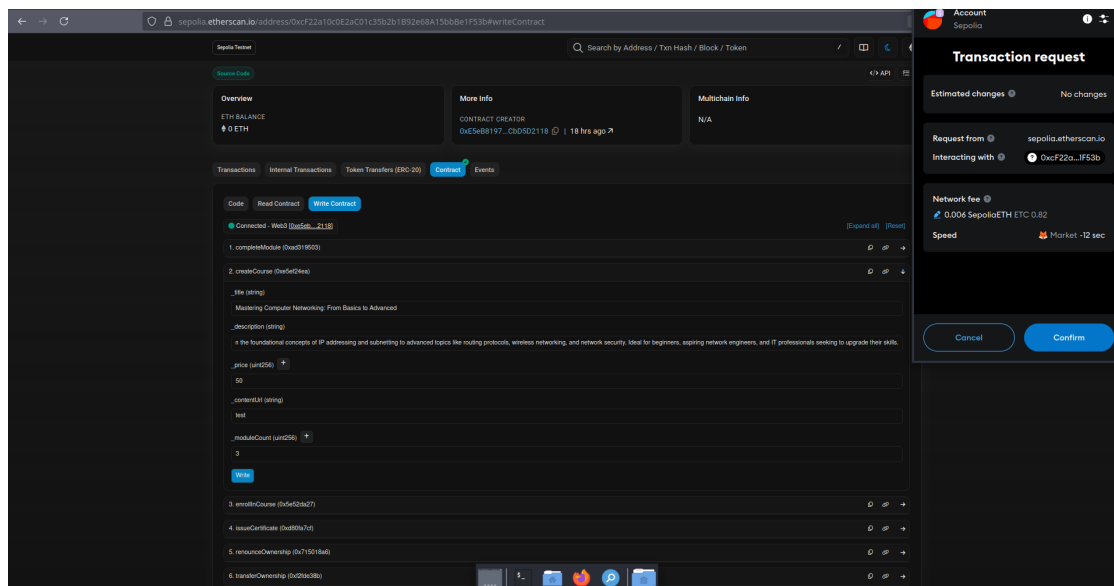 sepolia.etherscan.io/address/0xcF22a10c0E2aC01c35b2b1B92e68A15bbBe1F53b#writeContract
Sepolia Testnet
Search by Address / Txn Hash / Block / Token
/
Source Code
</> API
Overview
ETH BALANCE
0 ETH
More Info
CONTRACT CREATOR
0xE5eB8197...CbD5D2118 | 18 hrs ago
Multichain Info
N/A
Transactions
Internal Transactions
Token Transfers (ERC-20)
Contract
Events
Code
Read Contract
Write Contract
Connected - Web3 [0xe5eb...2118]
[Expand all] [Reset]
1. completeModule (0xad319503)
2. createCourse (0xe5ef24ea)
_title (string)
Mastering Computer Networking: From Basics to Advanced
_description (string)
n the foundational concepts of IP addressing and subnetting to advanced topics like routing protocols, wireless networking, and network security. Ideal for beginners, aspiring network engineers, and IT professionals seeking to upgrade their skills.
_price (uint256) +
50
_contentUrl (string)
test
_moduleCount (uint256) +
3
Write
3. enrollInCourse (0x5e52da27)
4. issueCertificate (0xd80fa7cf)
5. renounceOwnership (0x715018a6)
6. transferOwnership (0xf2fde38b)
Account
Sepolia
Transaction request
Estimated changes
No changes
Request from
sepolia.etherscan.io
Interacting with
0xcF22a...1F53b
Network fee
0.006 SepoliaETH ETC 0.82
Speed
Market ~12 sec
Cancel
Confirm